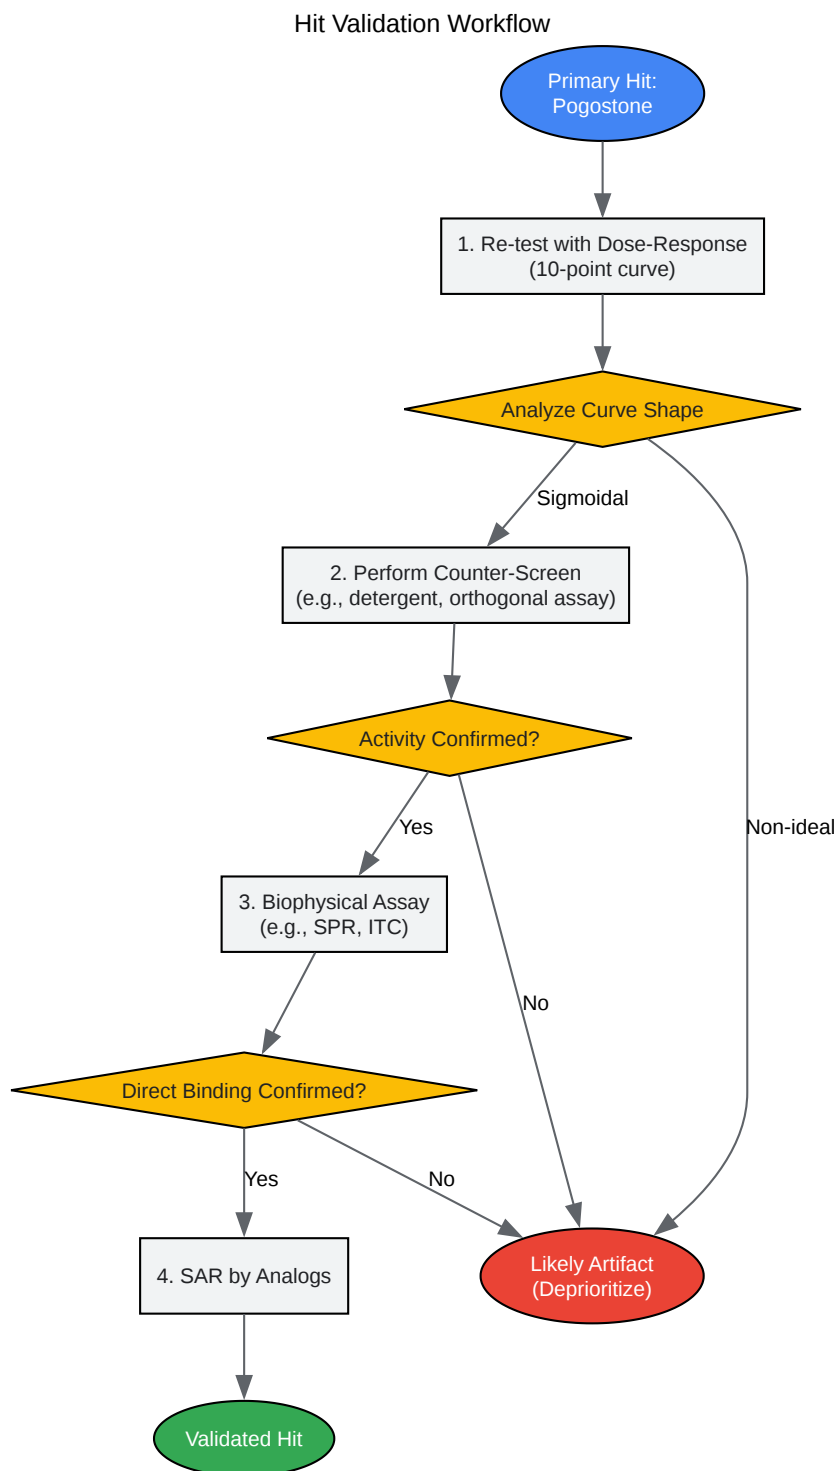 Hit Validation Workflow
Primary Hit:
Pogostone
1. Re-test with Dose-Response
(10-point curve)
Analyze Curve Shape
Sigmoidal
2. Perform Counter-Screen
(e.g., detergent, orthogonal assay)
Activity Confirmed?
Yes
Non-ideal
3. Biophysical Assay
(e.g., SPR, ITC)
No
Direct Binding Confirmed?
Yes
No
4. SAR by Analogs
Likely Artifact
(Deprioritize)
Validated Hit